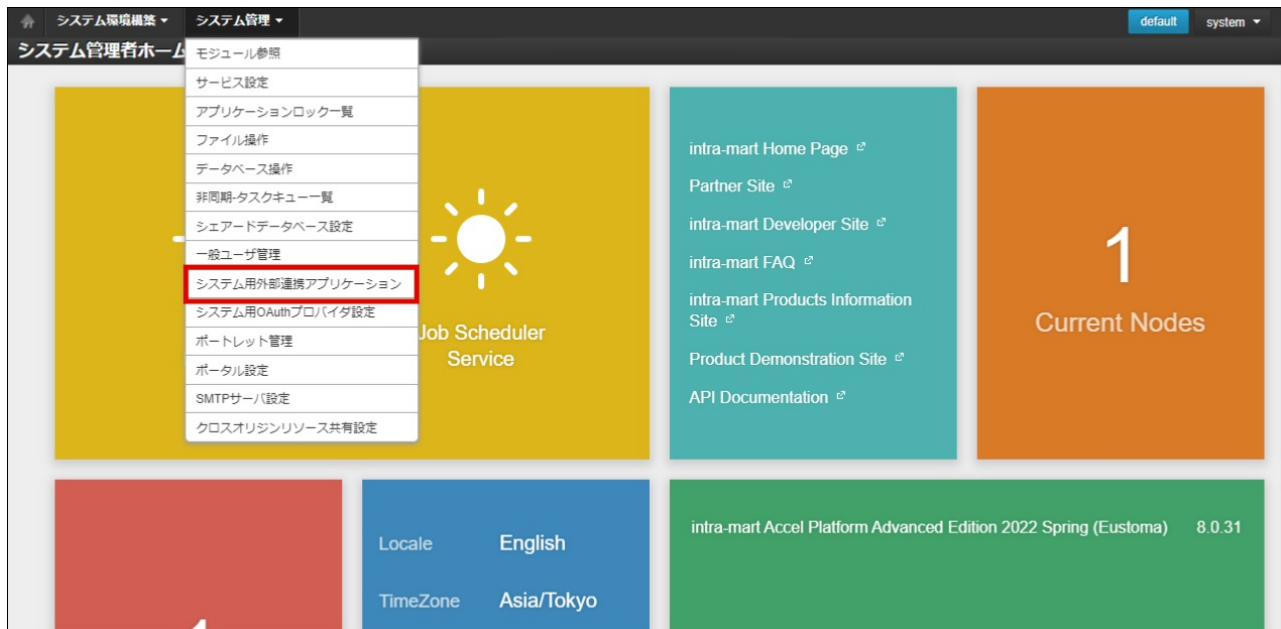 システム環境構築 システム管理 default system
システム管理者ホーム
モジュール参照
サービス設定
アプリケーションロック一覧
ファイル操作
データベース操作
非同期-タスクキュー一覧
シェアードデータベース設定
一般ユーザ管理
システム用外部連携アプリケーション
システム用OAuthプロバイダ設定
ポートレット管理
ポータル設定
SMTPサーバ設定
クロスオリジンリソース共有設定
Job Scheduler
Service
intra-mart Home Page
Partner Site
intra-mart Developer Site
intra-mart FAQ
intra-mart Products Information
Site
Product Demonstration Site
API Documentation
1
Current Nodes
Locale English
TimeZone Asia/Tokyo
intra-mart Accel Platform Advanced Edition 2022 Spring (Eustoma) 8.0.31